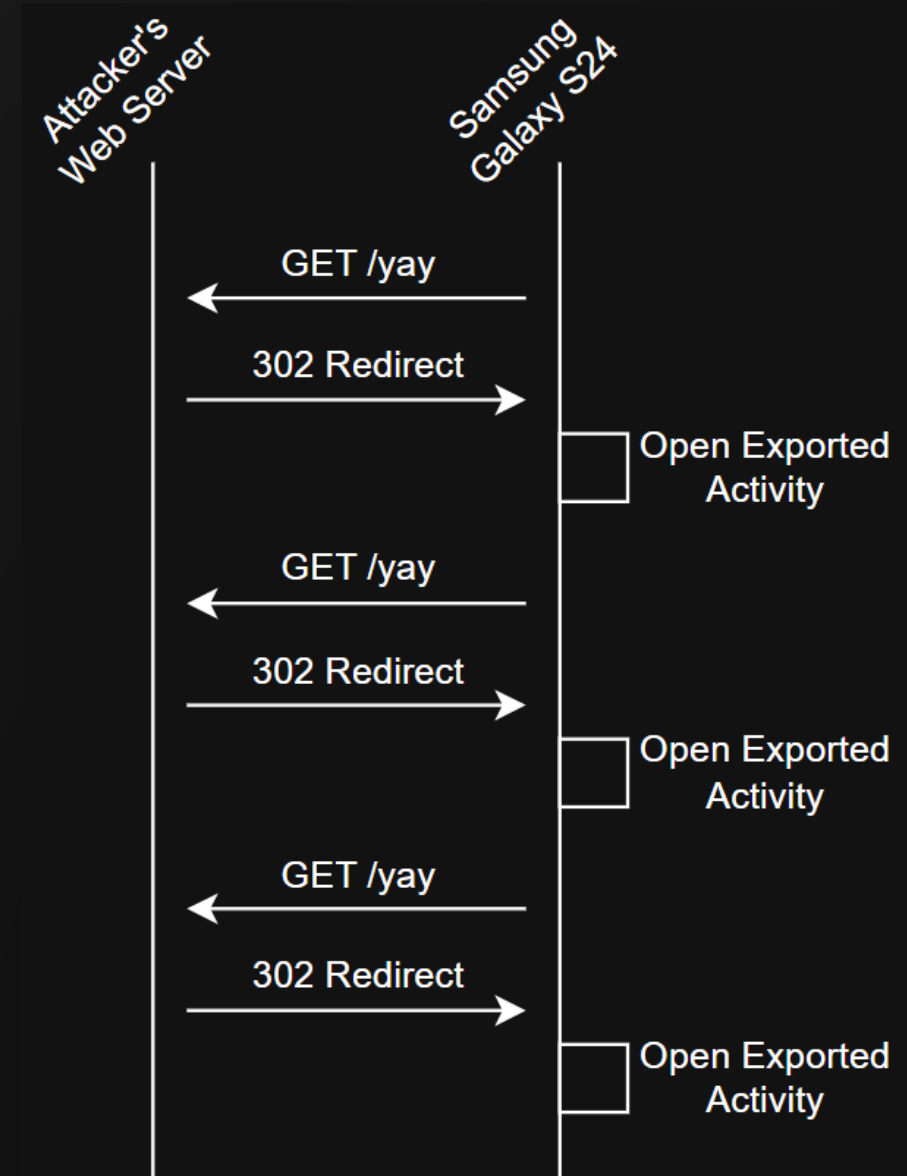 Attacker's
Web Server
Samsung
Galaxy S24
GET /yay
302 Redirect
Open Exported
Activity
GET /yay
302 Redirect
Open Exported
Activity
GET /yay
302 Redirect
Open Exported
Activity